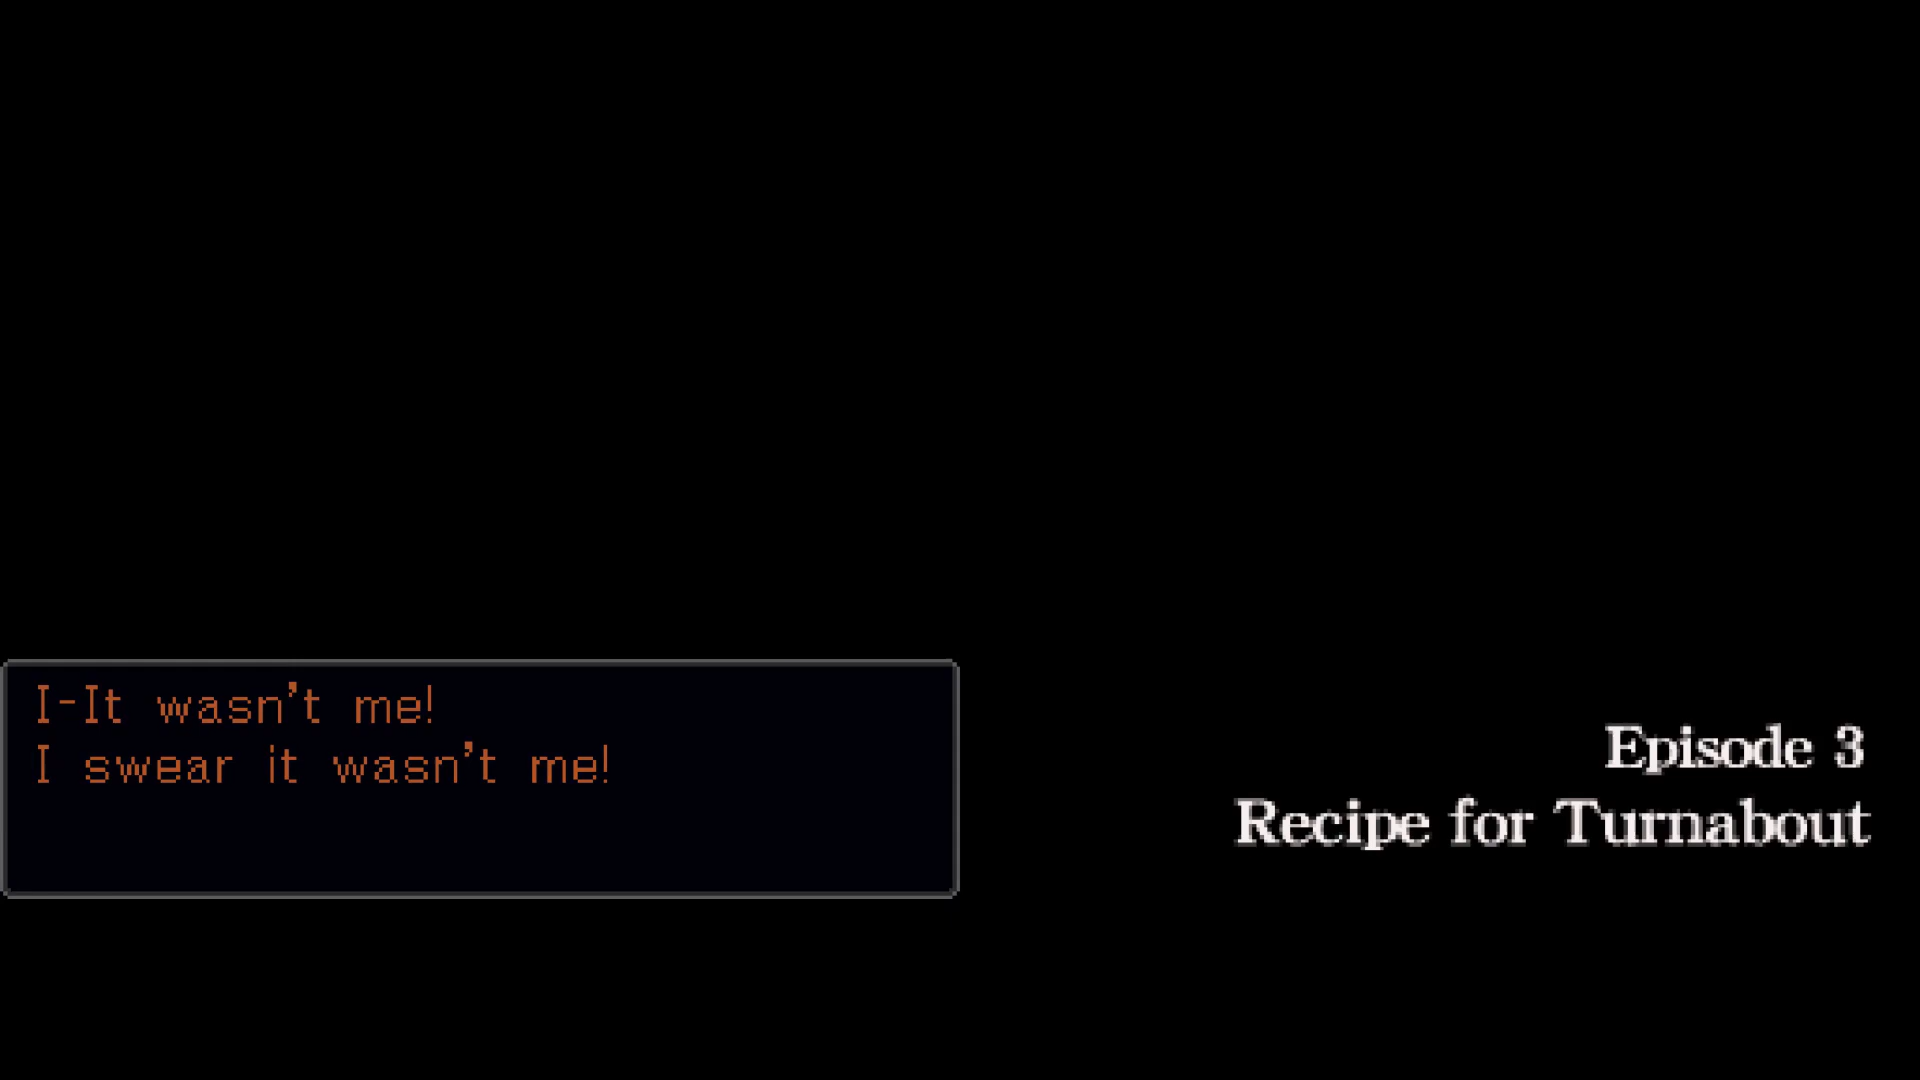 I-It wasn't me!
I swear it wasn't me!
Episode 3
Recipe for Turnabout